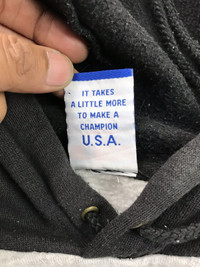 IT TAKES
A LITTLE MORE
TO MAKE A
CHAMPION
U.S.A.